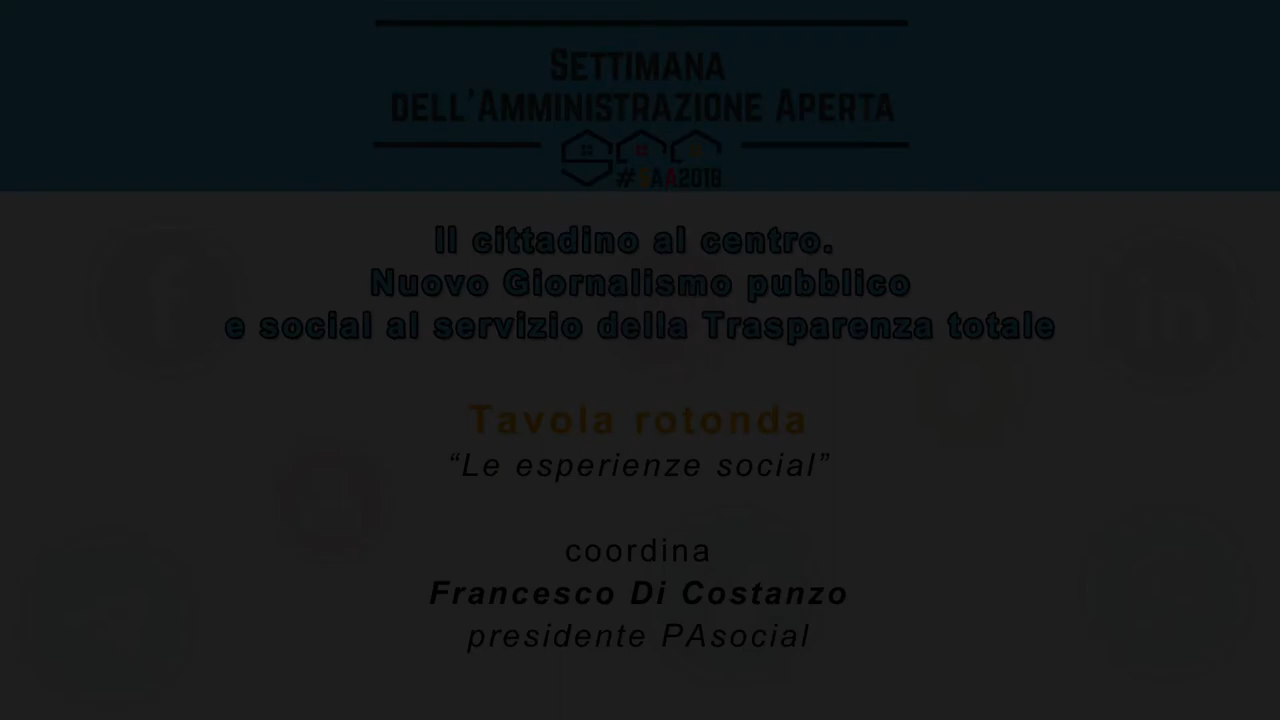 Settimana
dell'Amministrazione Aperta
#SAA2018
Il cittadino al centro.
Nuovo Giornalismo pubblico
e social al servizio della Trasparenza totale
Tavola rotonda
“Le esperienze social”
coordina
Francesco Di Costanzo
presidente PAsocial